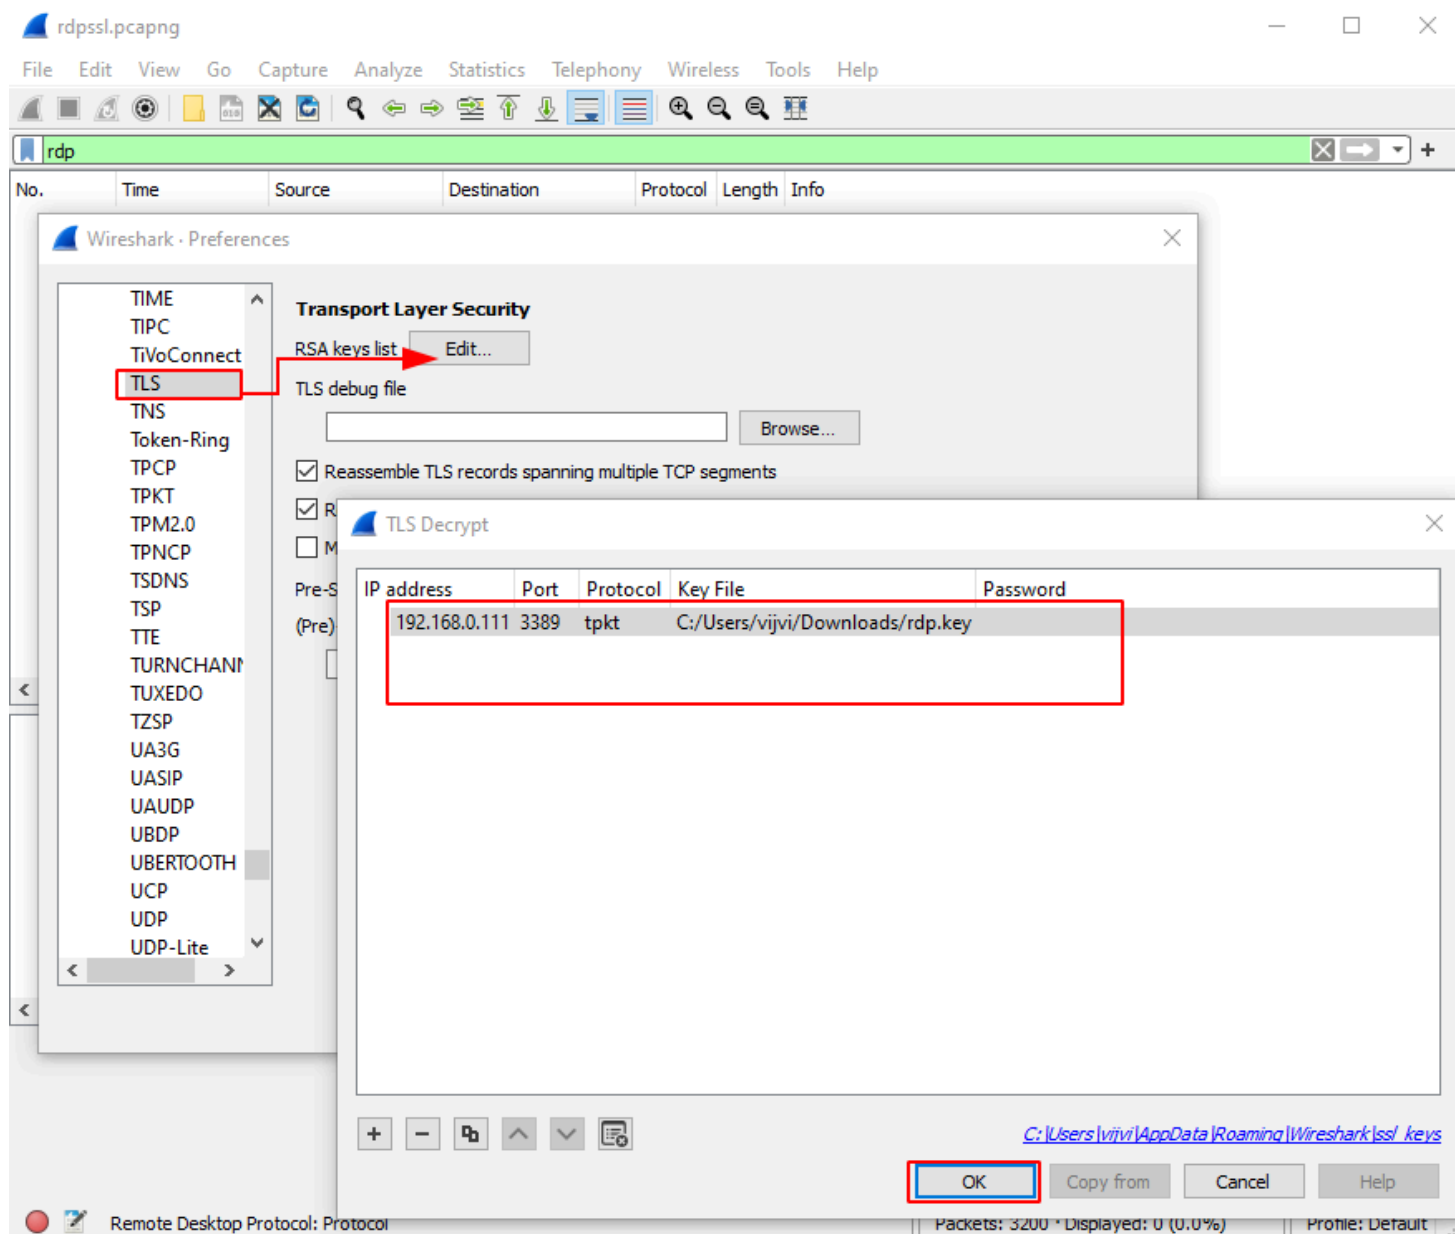 rdpssl.pcapng
File Edit View Go Capture Analyze Statistics Telephony Wireless Tools Help
rdp
No. Time Source Destination Protocol Length Info
Wireshark · Preferences
TIME
TIPC
TiVoConnect
TLS
TNS
Token-Ring
TPCP
TPKT
TPM2.0
TPNCP
TSDNS
TSP
TTE
TURNCHANN
TUXEDO
TZSP
UA3G
UASIP
UAUDP
UBDP
UBERTOOTH
UCP
UDP
UDP-Lite
Transport Layer Security
RSA keys list Edit...
TLS debug file
Browse...
Reassemble TLS records spanning multiple TCP segments
R
M
Pre-S
(Pre)
TLS Decrypt
IP address Port Protocol Key File Password
192.168.0.111 3389 tpkt C:/Users/vijvi/Downloads/rdp.key
C:\Users\vijvi\AppData\Roaming\Wireshark\ssl_keys
OK Copy from Cancel Help
Remote Desktop Protocol: Protocol Packets: 3200 · Displayed: 0 (0.0%) Profile: Default